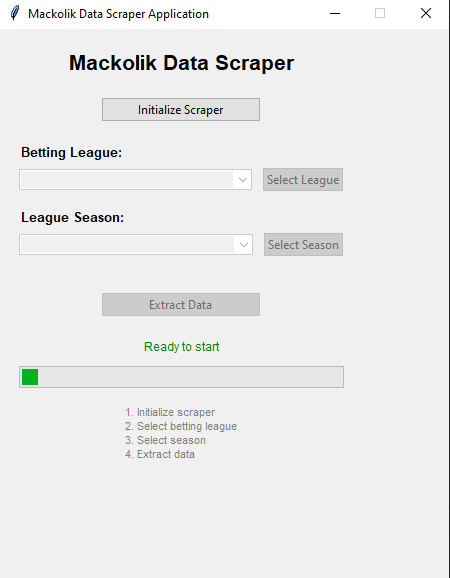 Mackolik Data Scraper Application
Mackolik Data Scraper
Initialize Scraper
Betting League:
Select League
League Season:
Select Season
Extract Data
Ready to start
1. Initialize scraper
2. Select betting league
3. Select season
4. Extract data